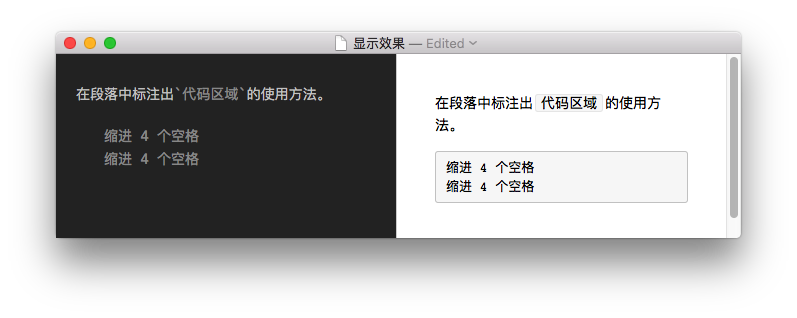 显示效果 — Edited
在段落中标注出`代码区域`的使用方法。
缩进 4 个空格
缩进 4 个空格
在段落中标注出 代码区域 的使用方
法。
缩进 4 个空格
缩进 4 个空格